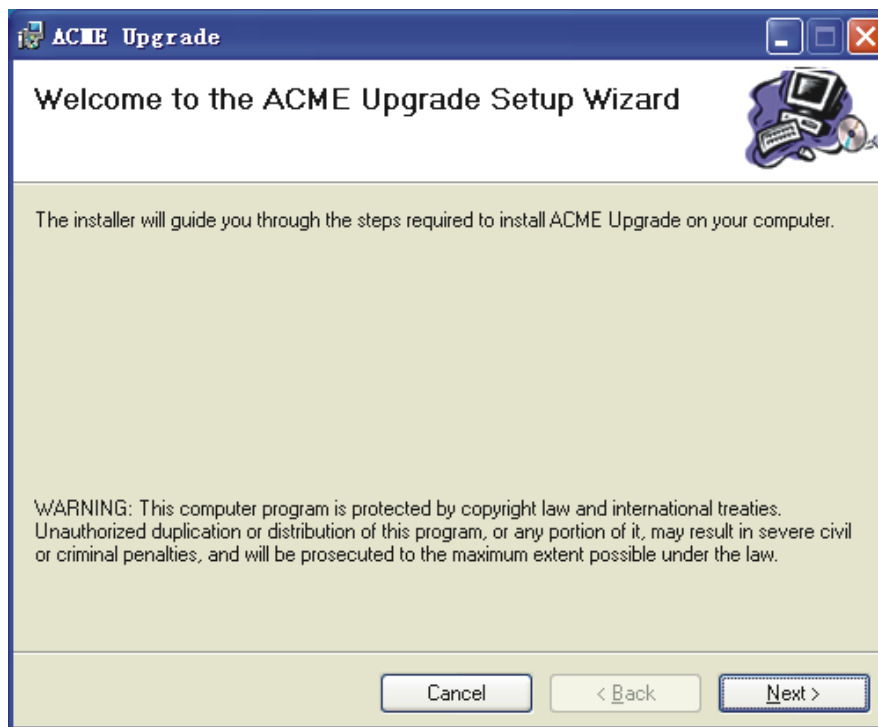 ACME Upgrade
Welcome to the ACME Upgrade Setup Wizard
The installer will guide you through the steps required to install ACME Upgrade on your computer.
WARNING: This computer program is protected by copyright law and international treaties.
Unauthorized duplication or distribution of this program, or any portion of it, may result in severe civil
or criminal penalties, and will be prosecuted to the maximum extent possible under the law.
Cancel < Back Next >